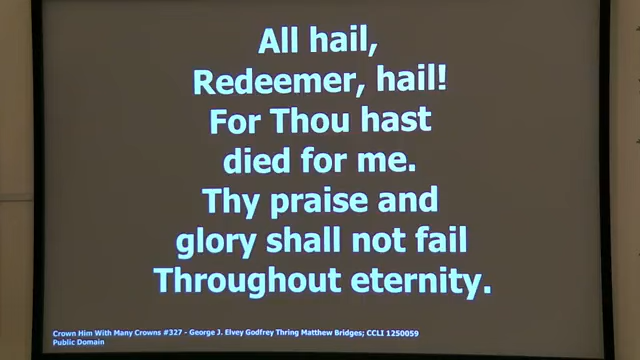 All hail,
Redeemer, hail!
For Thou hast
died for me.
Thy praise and
glory shall not fail
Throughout eternity.
Crown Him With Many Crowns #327 - George J. Elvey Godfrey Thring Matthew Bridges; CCLI 1250059
Public Domain